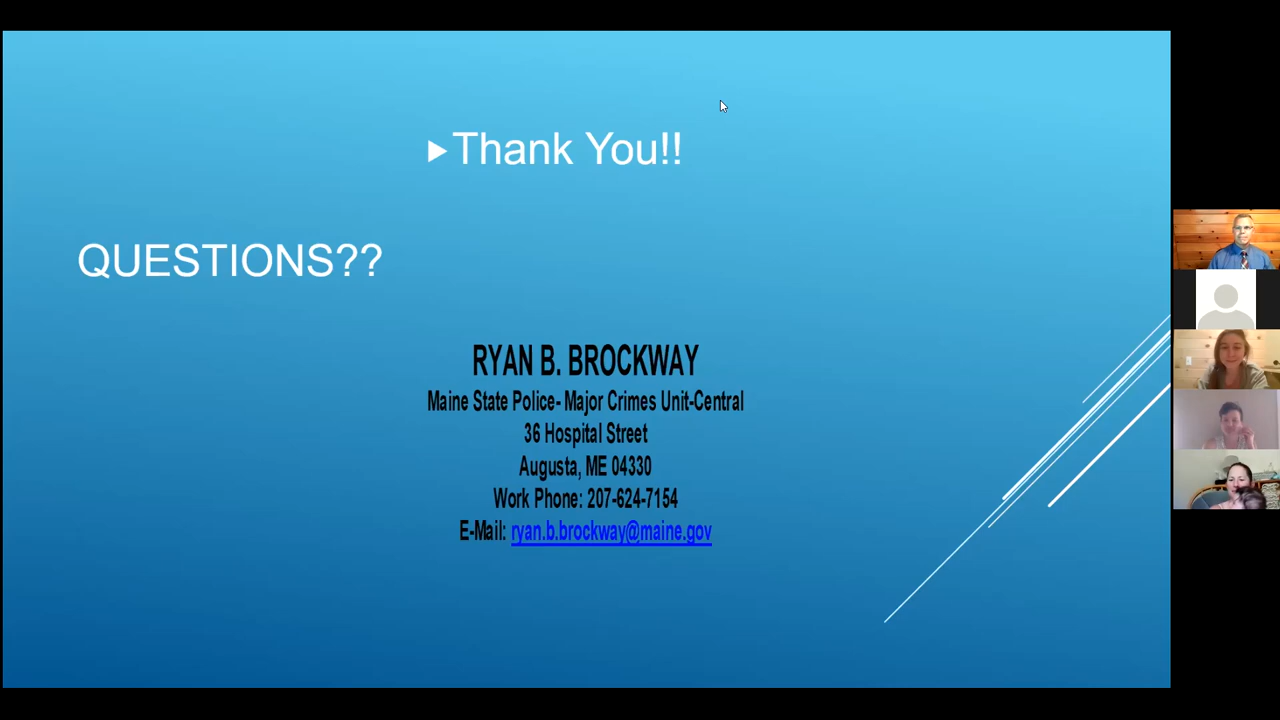 Thank You!!
QUESTIONS??
RYAN B. BROCKWAY
Maine State Police- Major Crimes Unit-Central
36 Hospital Street
Augusta, ME 04330
Work Phone: 207-624-7154
E-Mail: ryan.b.brockway@maine.gov